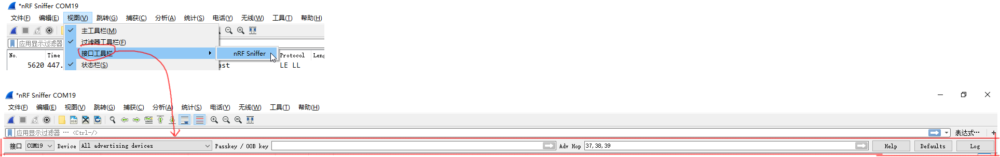 *nRF Sniffer COM19
文件(F) 编辑(E) 视图(V) 跳转(G) 捕获(C) 分析(A) 统计(S) 电话(Y) 无线(W) 工具(T) 帮助(H)
主工具栏(M)
应用显示过滤器 过滤器工具栏(F)
No. Time 接口工具栏 nRF Sniffer Protocol Leng
5620 447. 状态栏(S) ast LE LL
*nRF Sniffer COM19
文件(F) 编辑(E) 视图(V) 跳转(G) 捕获(C) 分析(A) 统计(S) 电话(Y) 无线(W) 工具(T) 帮助(H)
应用显示过滤器 … <Ctrl-/> 表达式… +
接口 COM19 Device All advertising devices Passkey / OOB key Adv Hop 37,38,39 Help Defaults Log